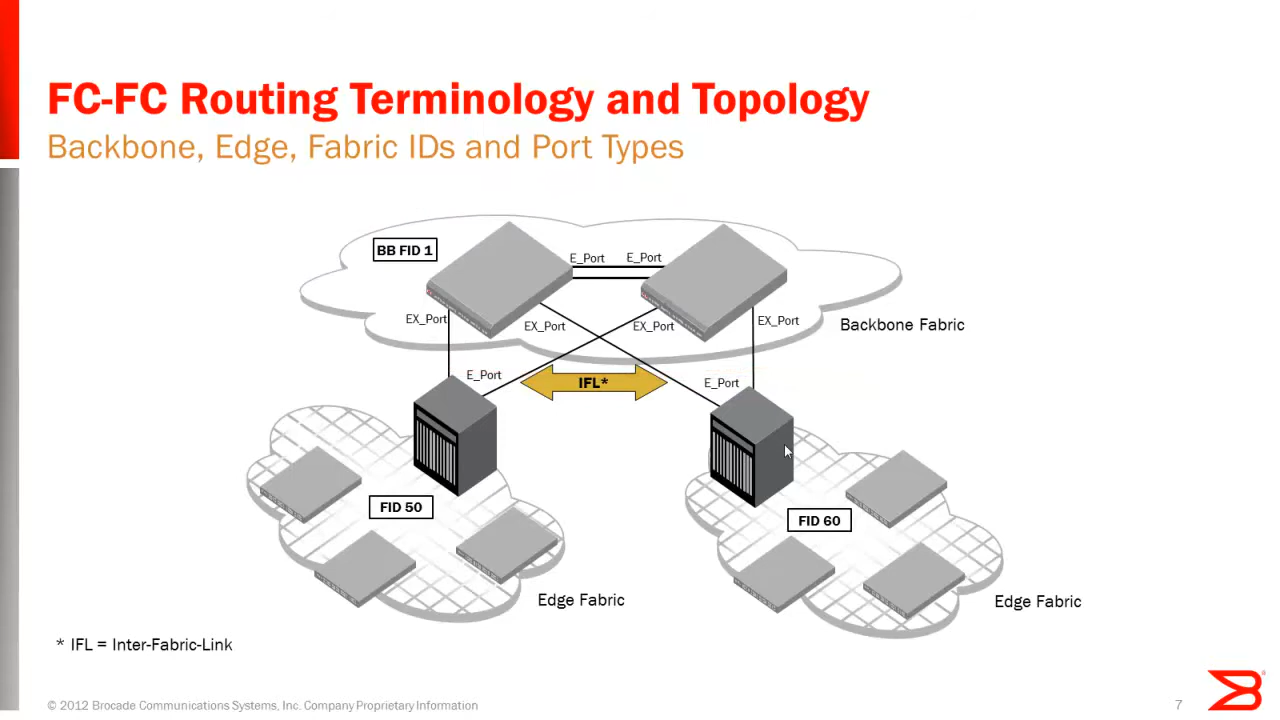 FC-FC Routing Terminology and Topology
Backbone, Edge, Fabric IDs and Port Types
BB FID 1
E_Port E_Port
EX_Port EX_Port EX_Port EX_Port
Backbone Fabric
E_Port IFL* E_Port
FID 50
FID 60
Edge Fabric
Edge Fabric
* IFL = Inter-Fabric-Link
© 2012 Brocade Communications Systems, Inc. Company Proprietary Information
7